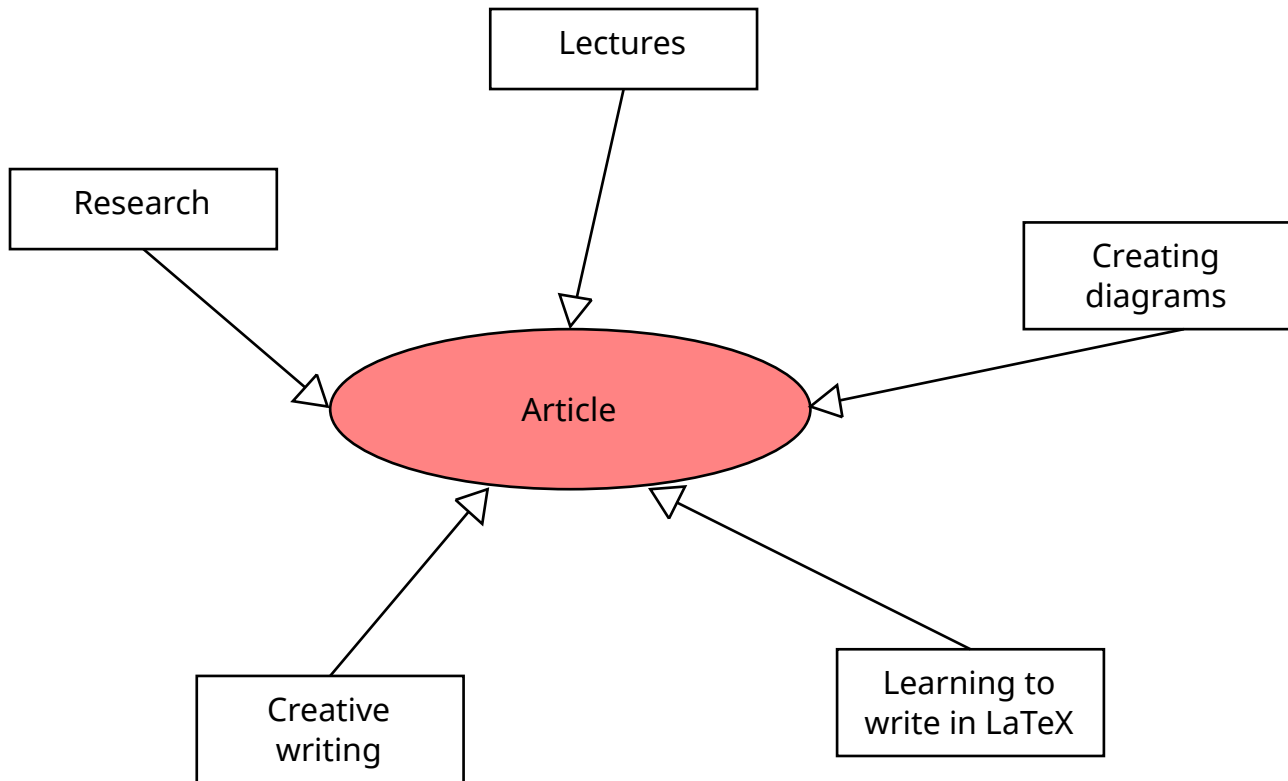 Lectures
Research
Creating
diagrams
Article
Learning to
write in LaTeX
Creative
writing